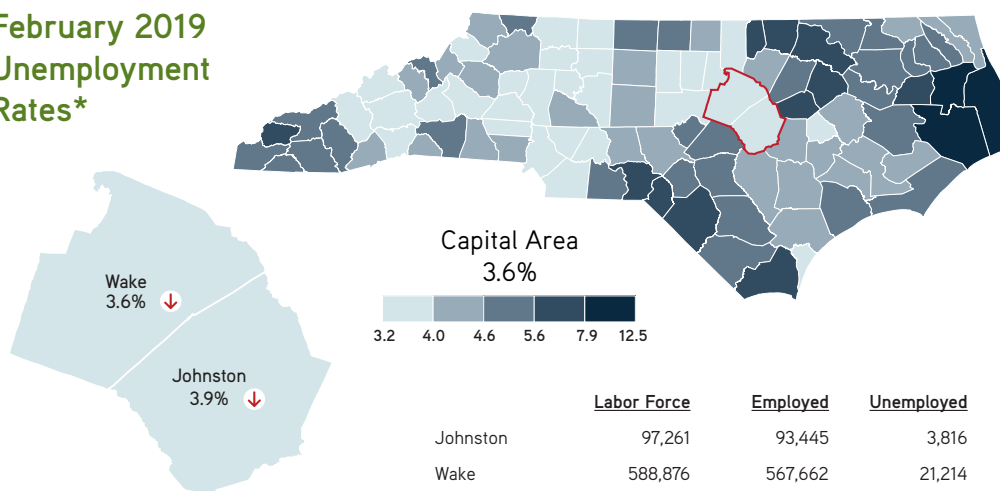 February 2019
Unemployment
Rates*
Capital Area
3.6%
3.2 4.0 4.6 5.6 7.9 12.5
Wake
3.6%
Johnston
3.9%
Labor Force Employed Unemployed
Johnston 97,261 93,445 3,816
Wake 588,876 567,662 21,214